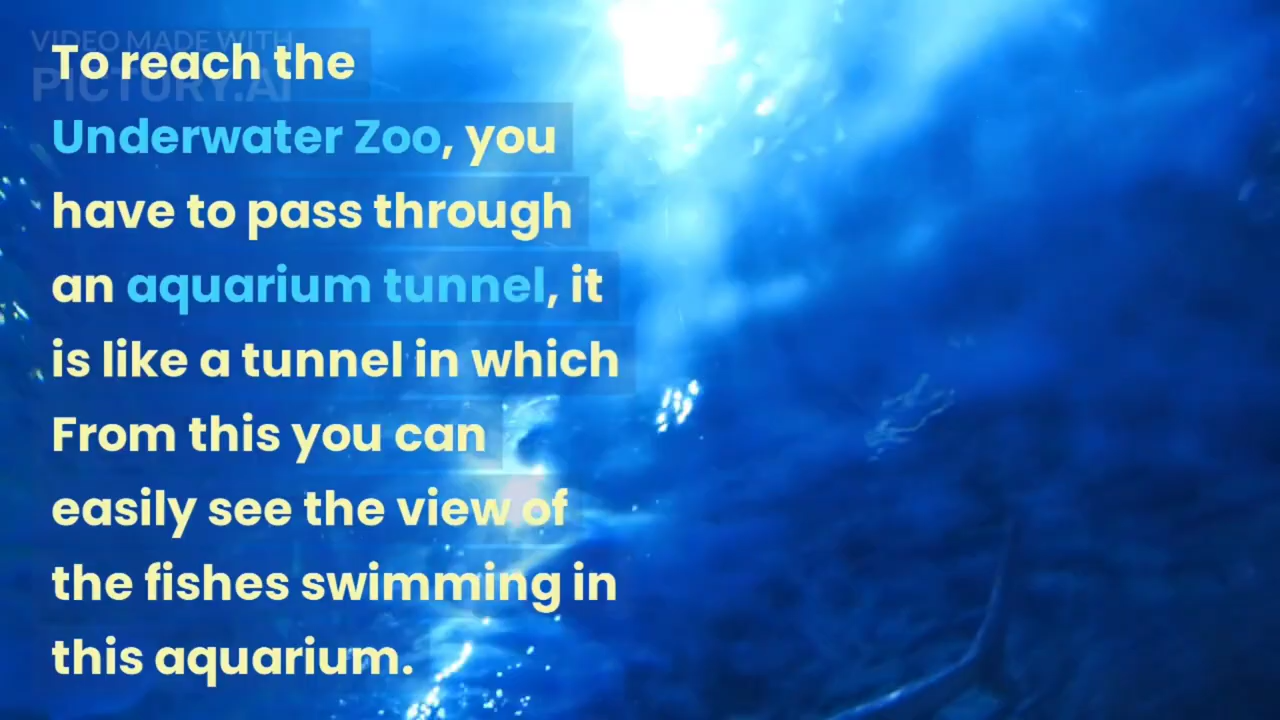 VIDEO MADE WITH
PICTORY.AI
To reach the
Underwater Zoo, you
have to pass through
an aquarium tunnel, it
is like a tunnel in which
From this you can
easily see the view of
the fishes swimming in
this aquarium.